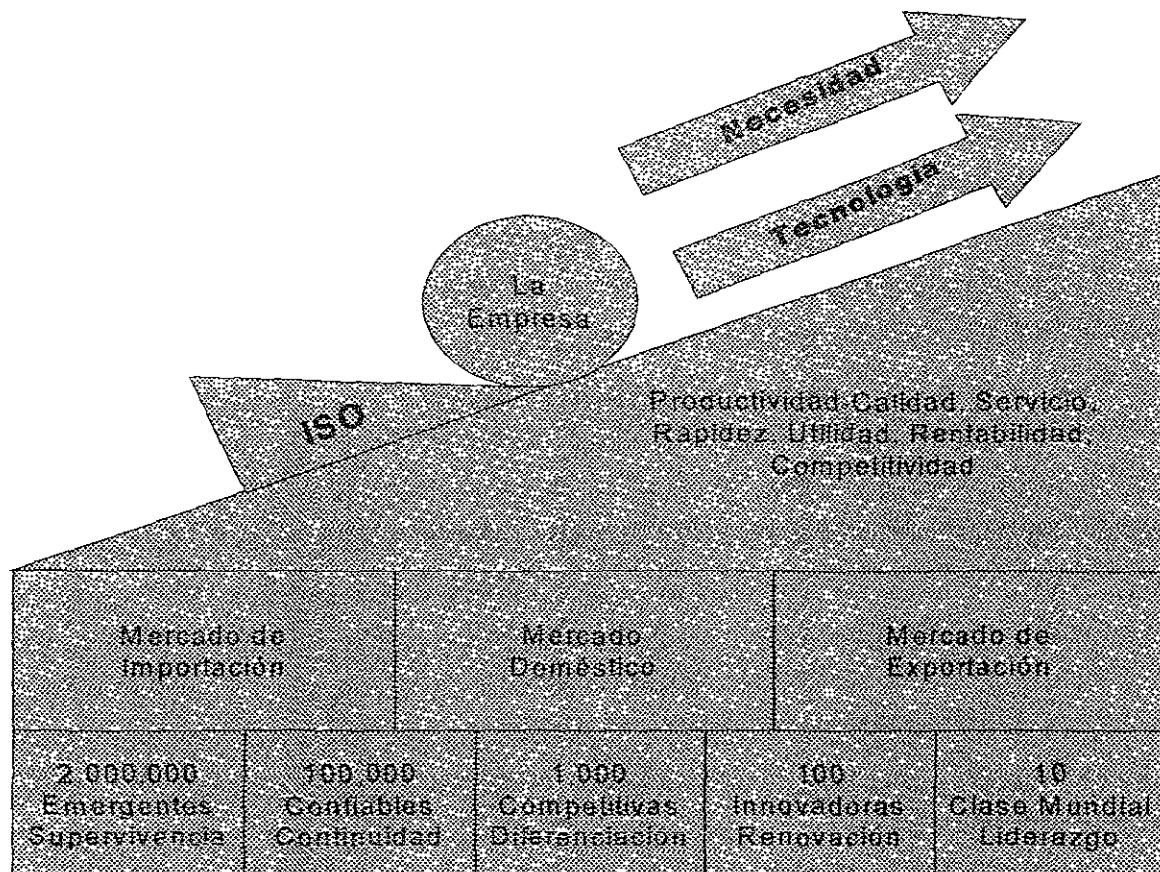 Necesidad
Tecnología
La
Empresa
ISO
Productividad-Calidad, Servicio,
Rapidez, Utilidad, Rentabilidad,
Competitividad
Mercado de
Importación
Mercado
Doméstico
Mercado de
Exportación
2,000,000
Emergentes
Supervivencia
100,000
Confiables
Continuidad
1,000
Competitivas
Diferenciación
100
Innovadoras
Renovación
10
Clase Mundial
Liderazgo